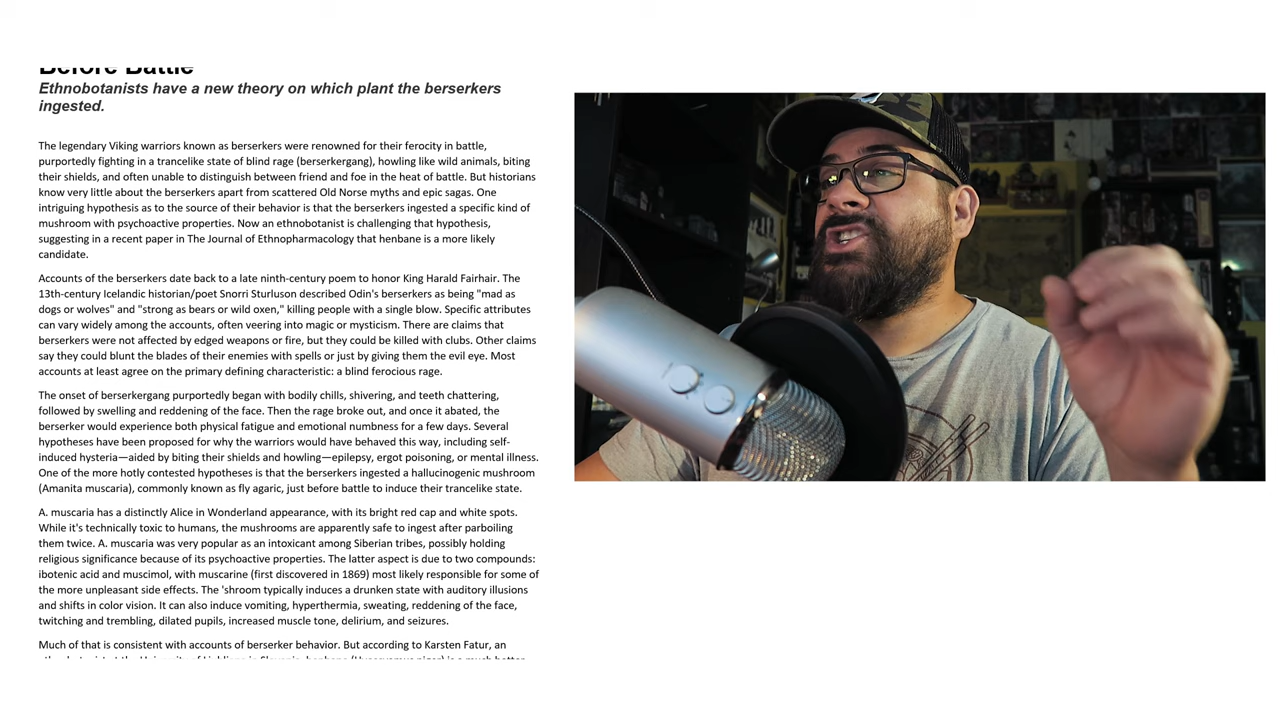 Before Battle
Ethnobotanists have a new theory on which plant the berserkers
ingested.
The legendary Viking warriors known as berserkers were renowned for their ferocity in battle,
purportedly fighting in a trancelike state of blind rage (berserkergang), howling like wild animals, biting
their shields, and often unable to distinguish between friend and foe in the heat of battle. But historians
know very little about the berserkers apart from scattered Old Norse myths and epic sagas. One
intriguing hypothesis as to the source of their behavior is that the berserkers ingested a specific kind of
mushroom with psychoactive properties. Now an ethnobotanist is challenging that hypothesis,
suggesting in a recent paper in The Journal of Ethnopharmacology that henbane is a more likely
candidate.
Accounts of the berserkers date back to a late ninth-century poem to honor King Harald Fairhair. The
13th-century Icelandic historian/poet Snorri Sturluson described Odin's berserkers as being "mad as
dogs or wolves" and "strong as bears or wild oxen," killing people with a single blow. Specific attributes
can vary widely among the accounts, often veering into magic or mysticism. There are claims that
berserkers were not affected by edged weapons or fire, but they could be killed with clubs. Other claims
say they could blunt the blades of their enemies with spells or just by giving them the evil eye. Most
accounts at least agree on the primary defining characteristic: a blind ferocious rage.
The onset of berserkergang purportedly began with bodily chills, shivering, and teeth chattering,
followed by swelling and reddening of the face. Then the rage broke out, and once it abated, the
berserker would experience both physical fatigue and emotional numbness for a few days. Several
hypotheses have been proposed for why the warriors would have behaved this way, including self-
induced hysteria—aided by biting their shields and howling—epilepsy, ergot poisoning, or mental illness.
One of the more hotly contested hypotheses is that the berserkers ingested a hallucinogenic mushroom
(Amanita muscaria), commonly known as fly agaric, just before battle to induce their trancelike state.
A. muscaria has a distinctly Alice in Wonderland appearance, with its bright red cap and white spots.
While it's technically toxic to humans, the mushrooms are apparently safe to ingest after parboiling
them twice. A. muscaria was very popular as an intoxicant among Siberian tribes, possibly holding
religious significance because of its psychoactive properties. The latter aspect is due to two compounds:
ibotenic acid and muscimol, with muscarine (first discovered in 1869) most likely responsible for some of
the more unpleasant side effects. The 'shroom typically induces a drunken state with auditory illusions
and shifts in color vision. It can also induce vomiting, hyperthermia, sweating, reddening of the face,
twitching and trembling, dilated pupils, increased muscle tone, delirium, and seizures.
Much of that is consistent with accounts of berserker behavior. But according to Karsten Fatur, an